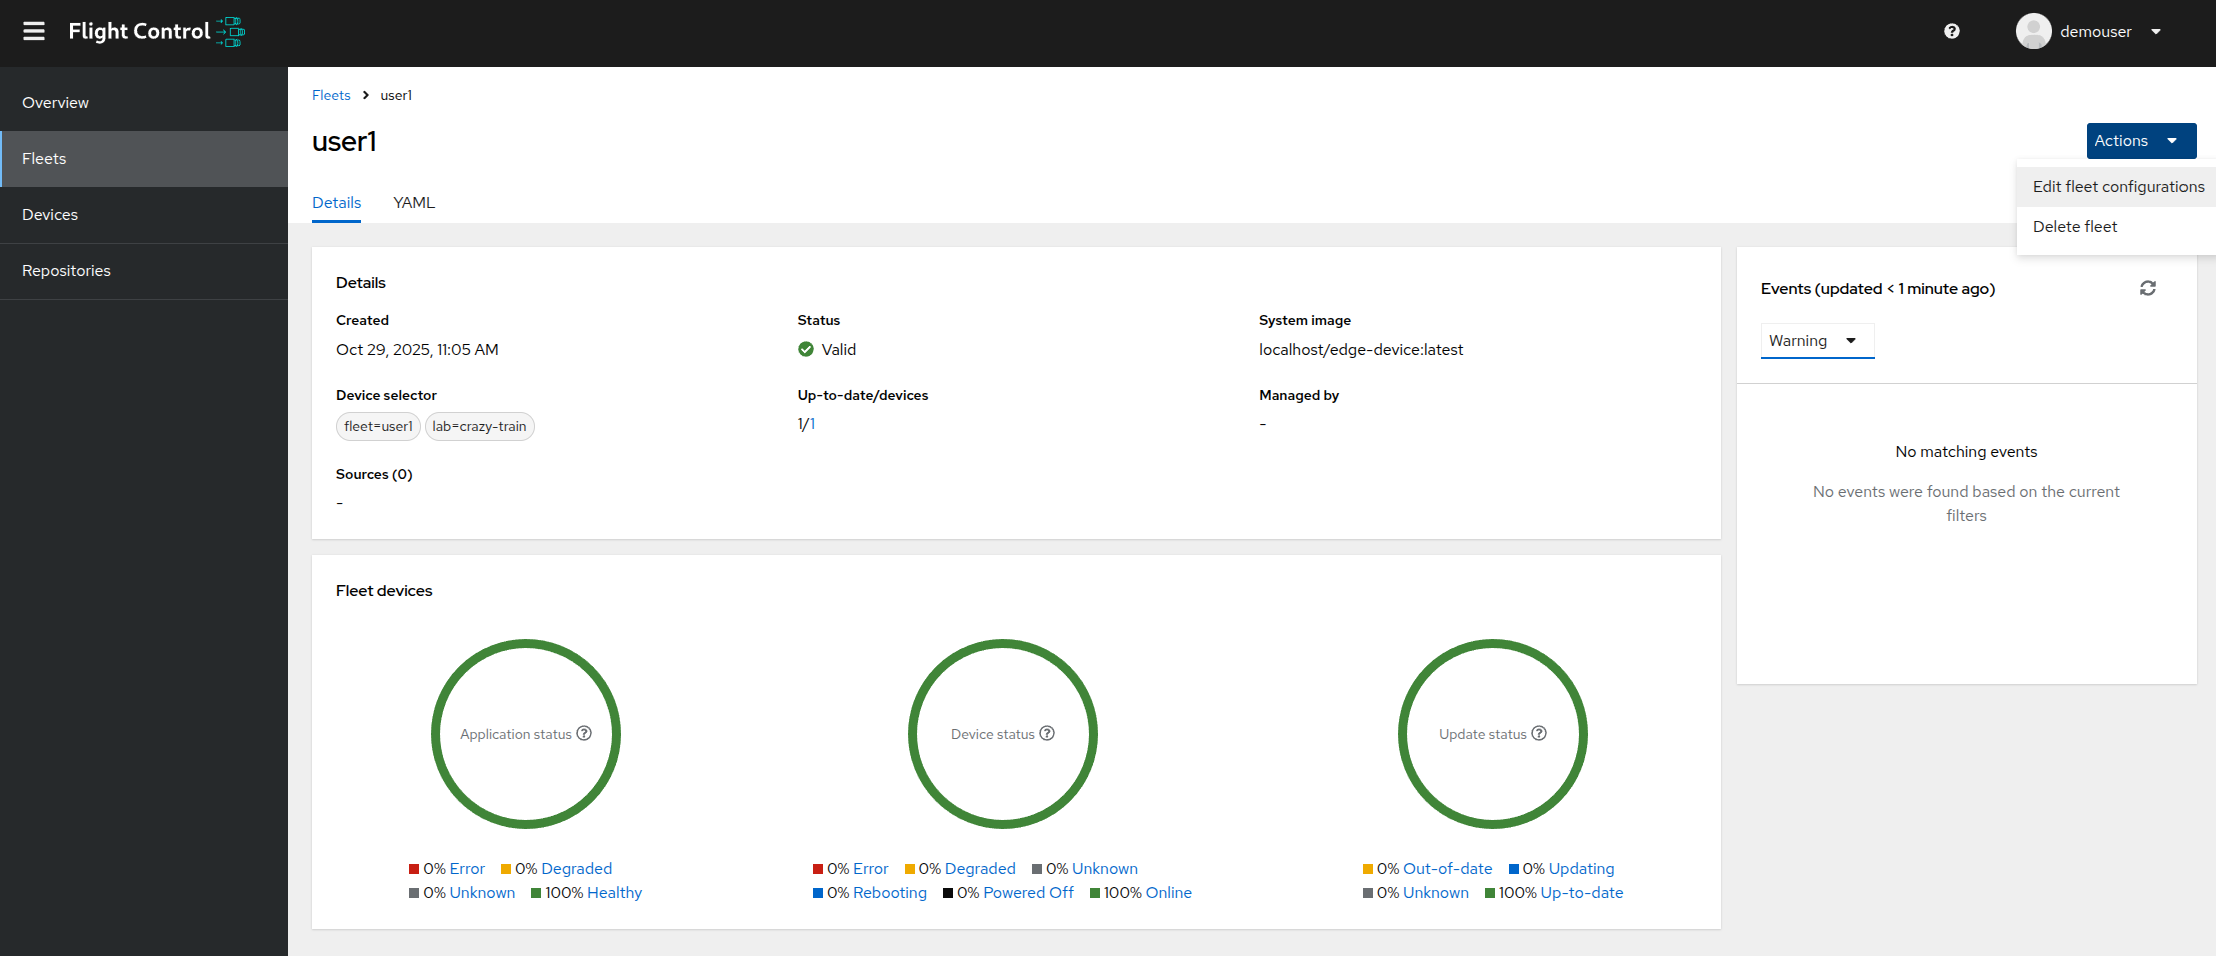 Flight Control
demouser
Overview
Fleets
Devices
Repositories
Fleets > user1
user1
Actions
Edit fleet configurations
Delete fleet
Details
YAML
Details
Created
Oct 29, 2025, 11:05 AM
Status
Valid
System image
localhost/edge-device:latest
Device selector
fleet=user1 lab=crazy-train
Up-to-date/devices
1/1
Managed by
-
Sources (0)
-
Events (updated < 1 minute ago)
Warning
No matching events
No events were found based on the current
filters
Fleet devices
Application status
0% Error 0% Degraded
0% Unknown 100% Healthy
Device status
0% Error 0% Degraded 0% Unknown
0% Rebooting 0% Powered Off 100% Online
Update status
0% Out-of-date 0% Updating
0% Unknown 100% Up-to-date